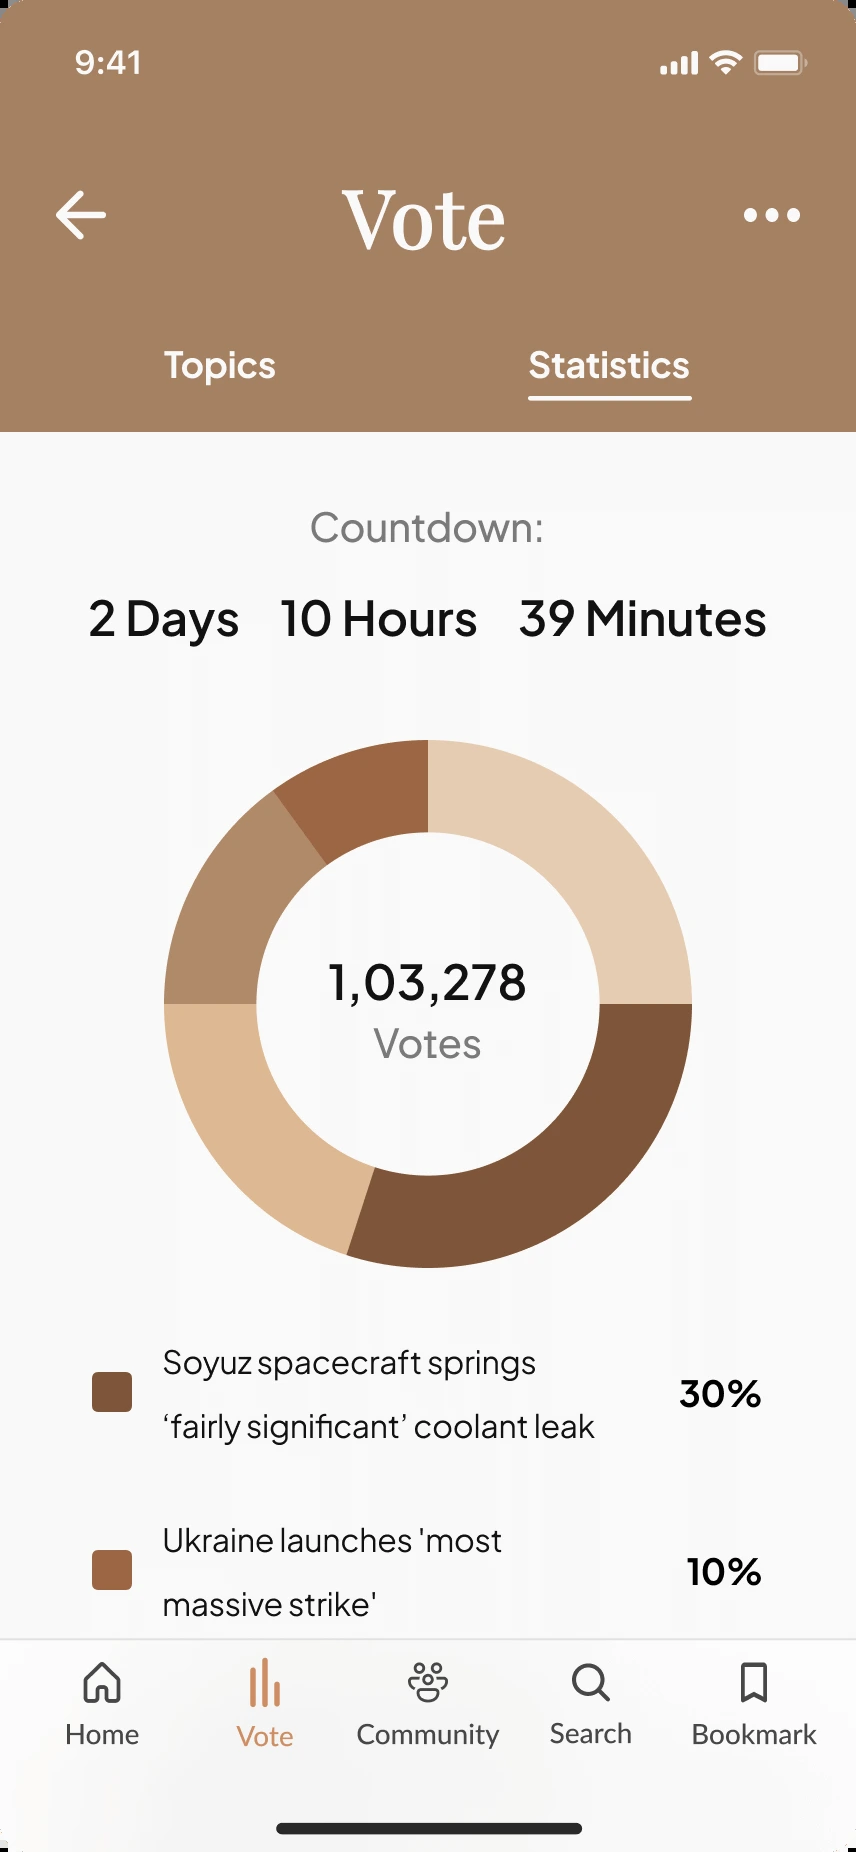 9:41
Vote
Topics Statistics
Countdown:
2 Days 10 Hours 39 Minutes
1,03,278
Votes
Soyuz spacecraft springs
‘fairly significant’ coolant leak
30%
Ukraine launches 'most
massive strike'
10%
Home Vote Community Search Bookmark